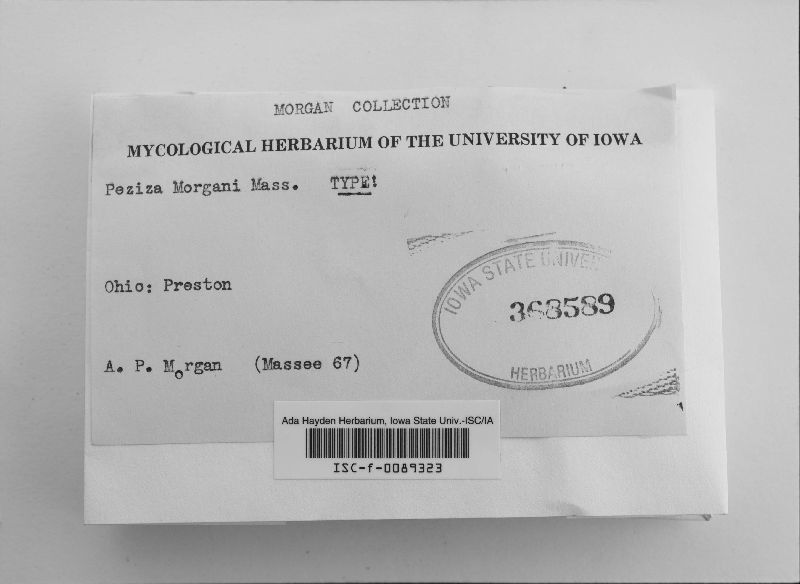 MORGAN COLLECTION
MYCOLOGICAL HERBARIUM OF THE UNIVERSITY OF IOWA
Peziza Morgani Mass. TYPE!
Ohio: Preston
IOWA STATE UNIVER
368589
HERBARIUM
A. P. Morgan (Massee 67)
Ada Hayden Herbarium, Iowa State Univ.-ISC/IA
ISC-f-0089323